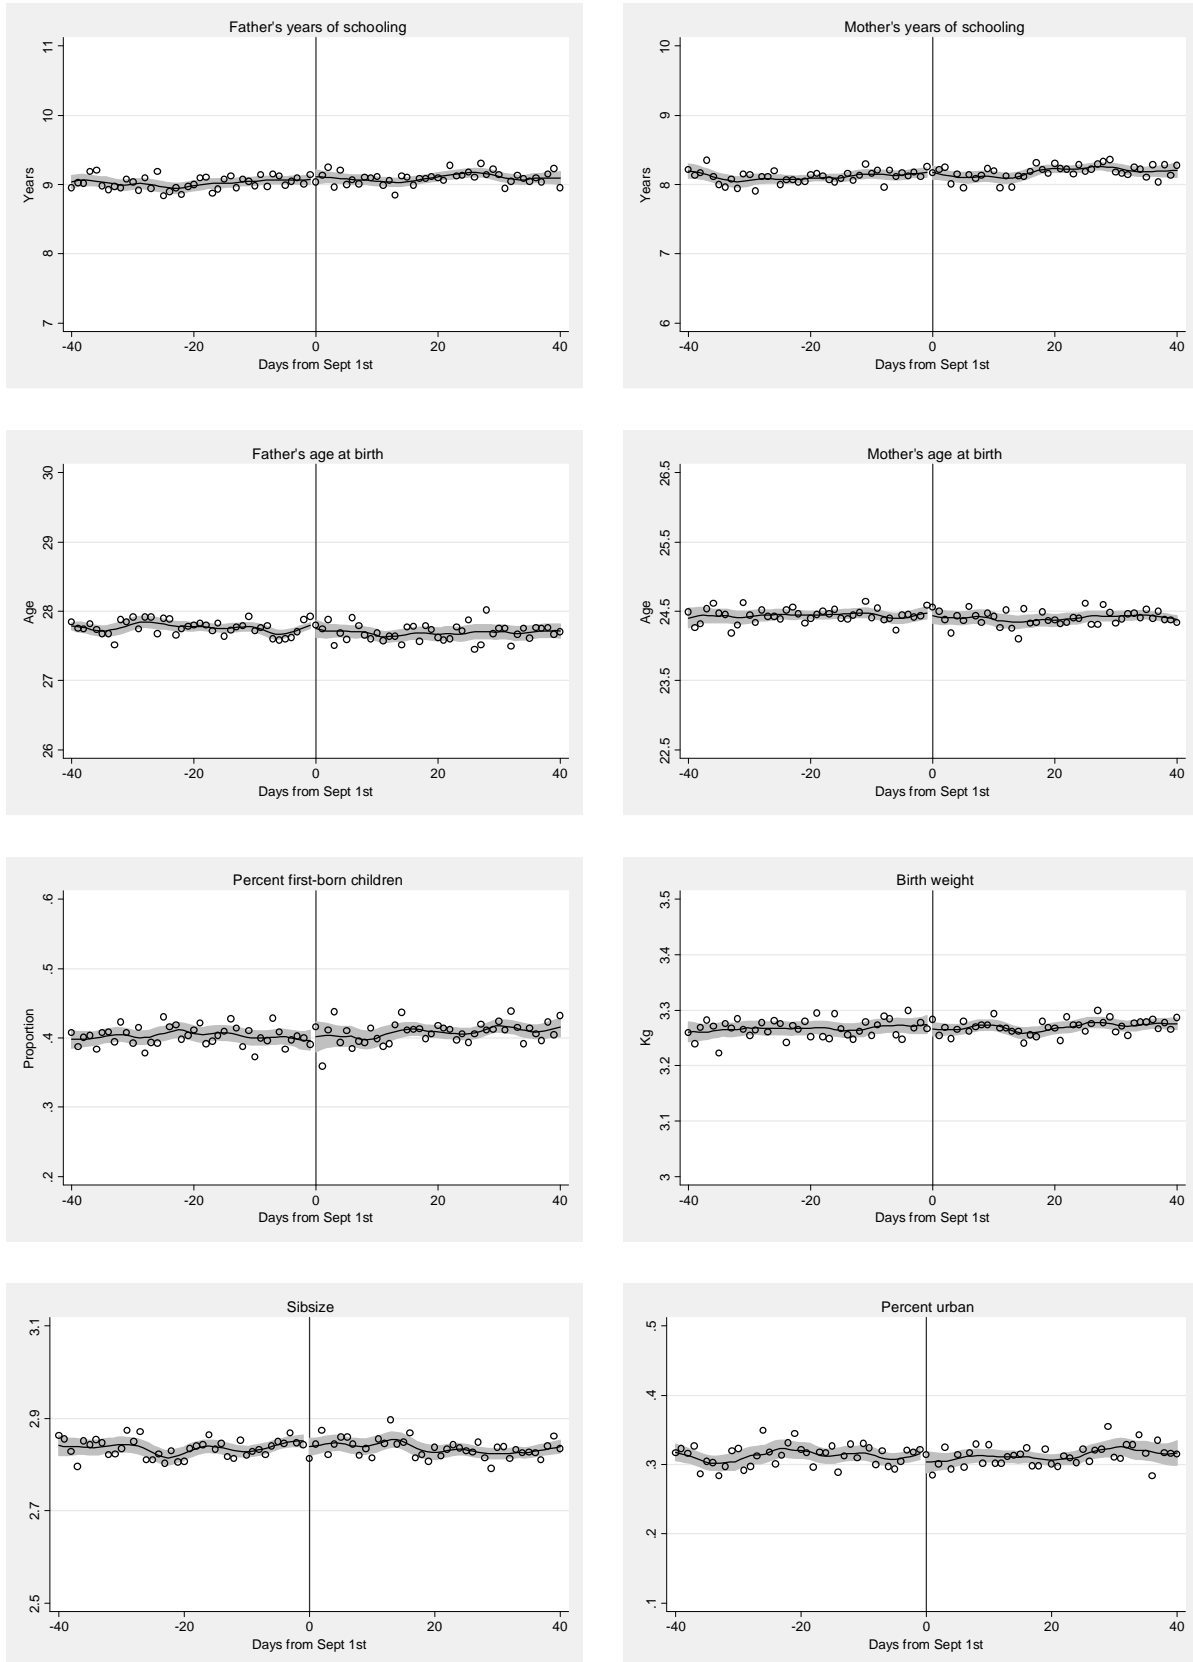 Father's years of schooling
11
10
9
8
7
Years
-40 -20 0 20 40
Days from Sept 1st
Mother's years of schooling
10
9
8
7
6
Years
-40 -20 0 20 40
Days from Sept 1st
Father's age at birth
30
29
28
27
26
Age
-40 -20 0 20 40
Days from Sept 1st
Mother's age at birth
26.5
25.5
24.5
23.5
22.5
Age
-40 -20 0 20 40
Days from Sept 1st
Percent first-born children
.6
.5
.4
.3
.2
Proportion
-40 -20 0 20 40
Days from Sept 1st
Birth weight
3.5
3.4
3.3
3.2
3.1
3
Kg
-40 -20 0 20 40
Days from Sept 1st
Sibsize
3.1
2.9
2.7
2.5
-40 -20 0 20 40
Days from Sept 1st
Percent urban
.5
.4
.3
.2
.1
-40 -20 0 20 40
Days from Sept 1st